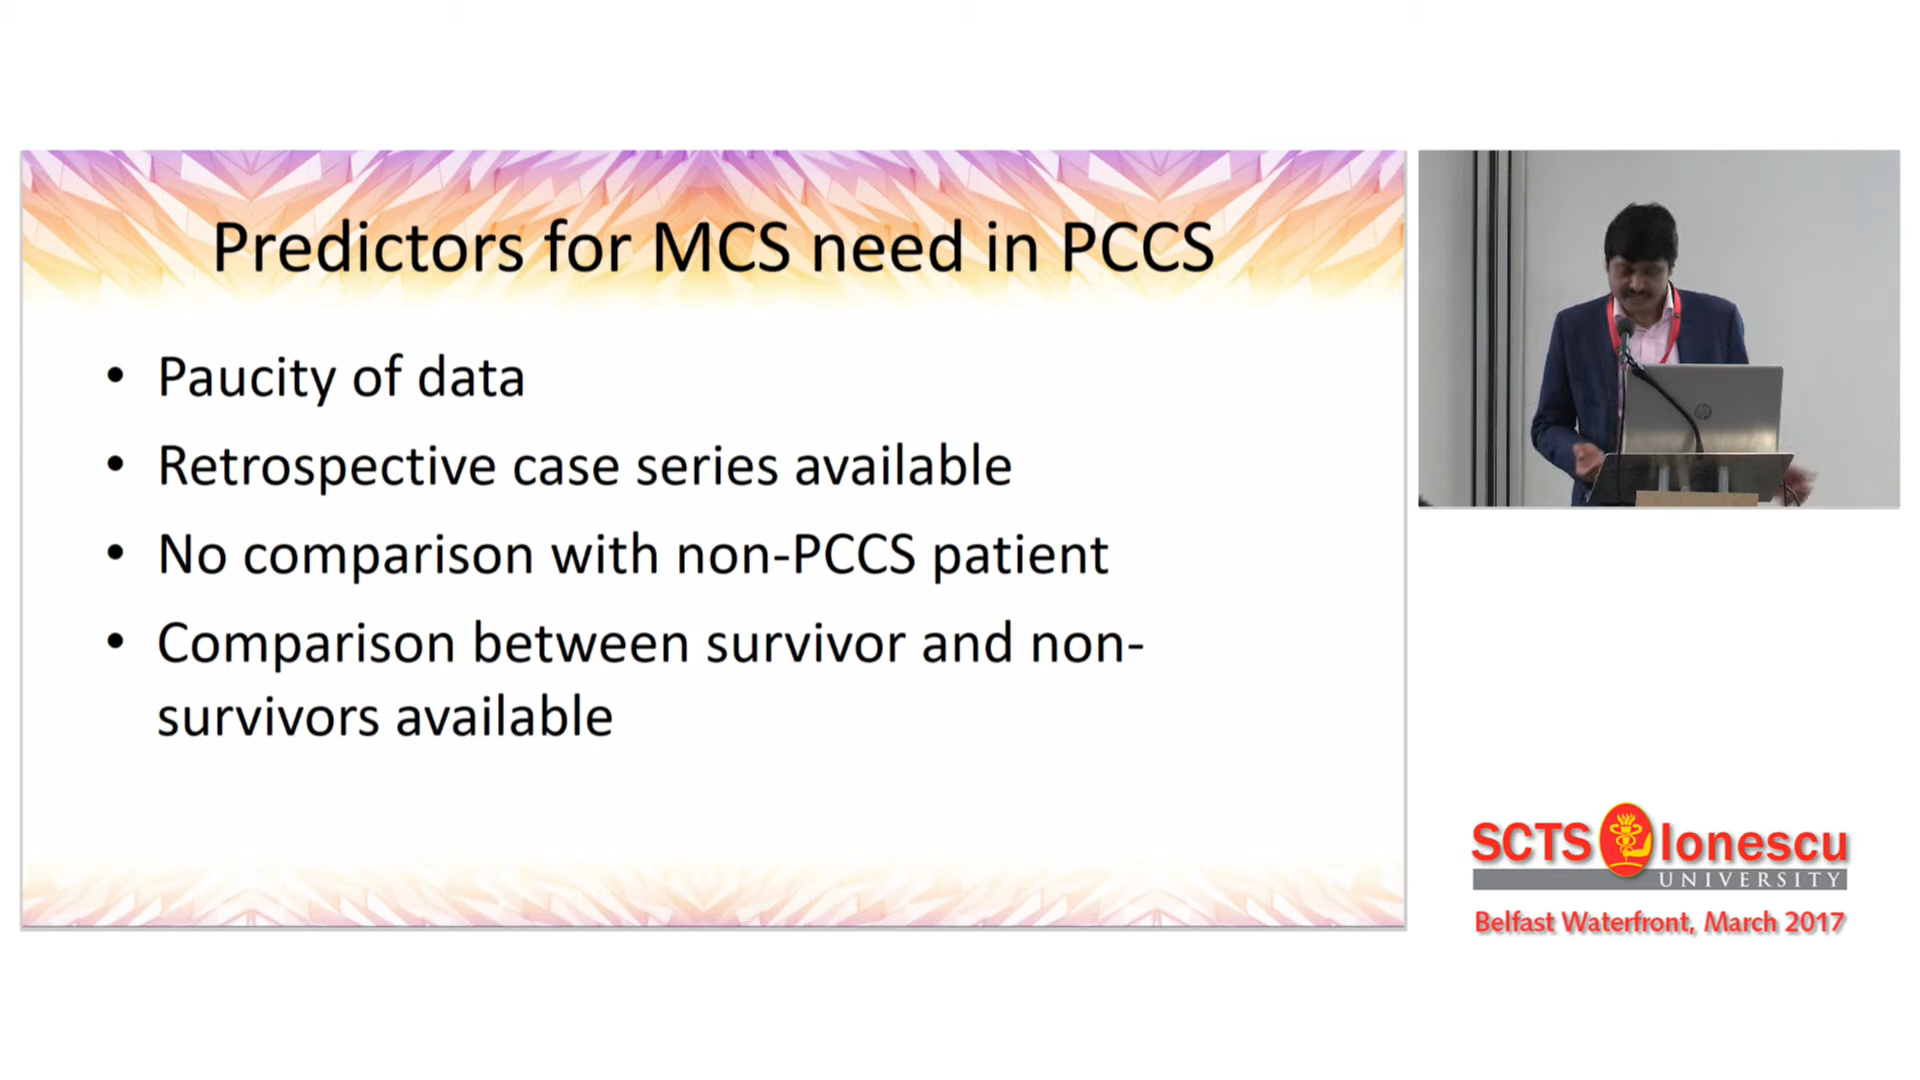 Predictors for MCS need in PCCS
• Paucity of data
• Retrospective case series available
• No comparison with non-PCCS patient
• Comparison between survivor and non-
survivors available
SCTS Ionescu
UNIVERSITY
Belfast Waterfront, March 2017